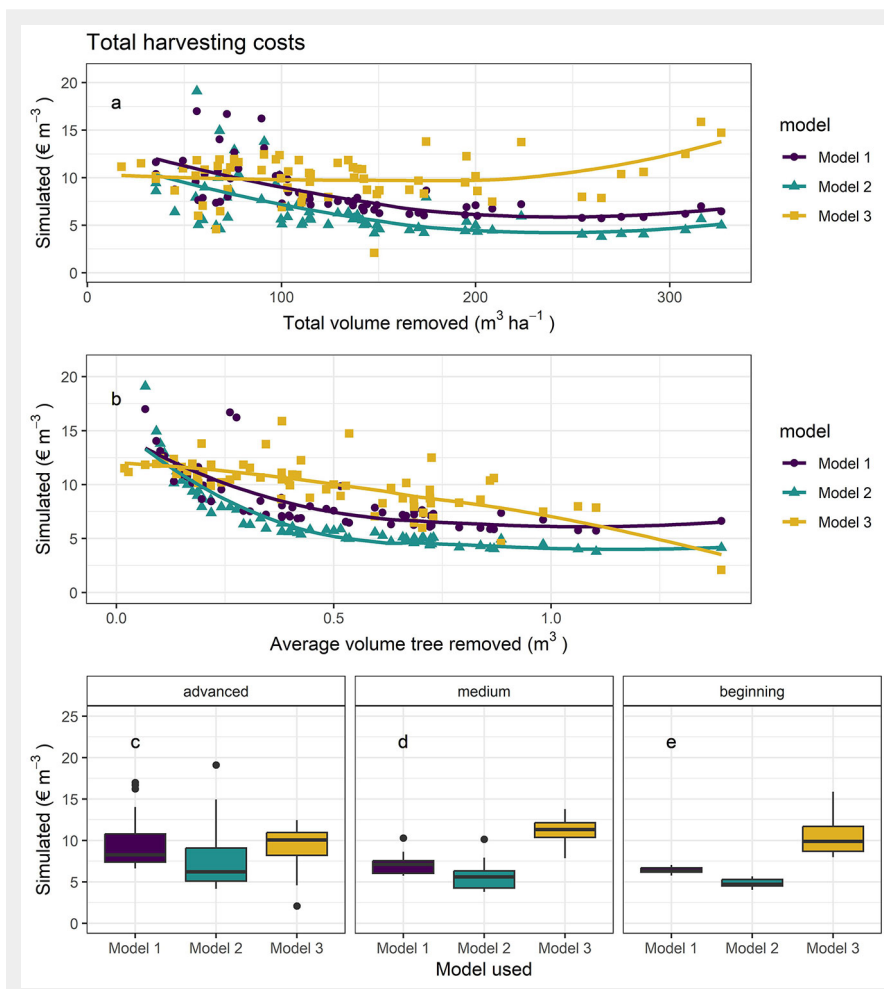 Total harvesting costs
20
15
10
5
0
Simulated (€ m⁻³)
a
0 100 200 300
Total volume removed (m³ ha⁻¹ )
model
Model 1
Model 2
Model 3
20
15
10
5
0
Simulated (€ m⁻³ )
b
0.0 0.5 1.0
Average volume tree removed (m³ )
model
Model 1
Model 2
Model 3
advanced medium beginning
25
20
15
10
5
0
Simulated (€ m⁻³ )
c d e
Model 1 Model 2 Model 3 Model 1 Model 2 Model 3 Model 1 Model 2 Model 3
Model used